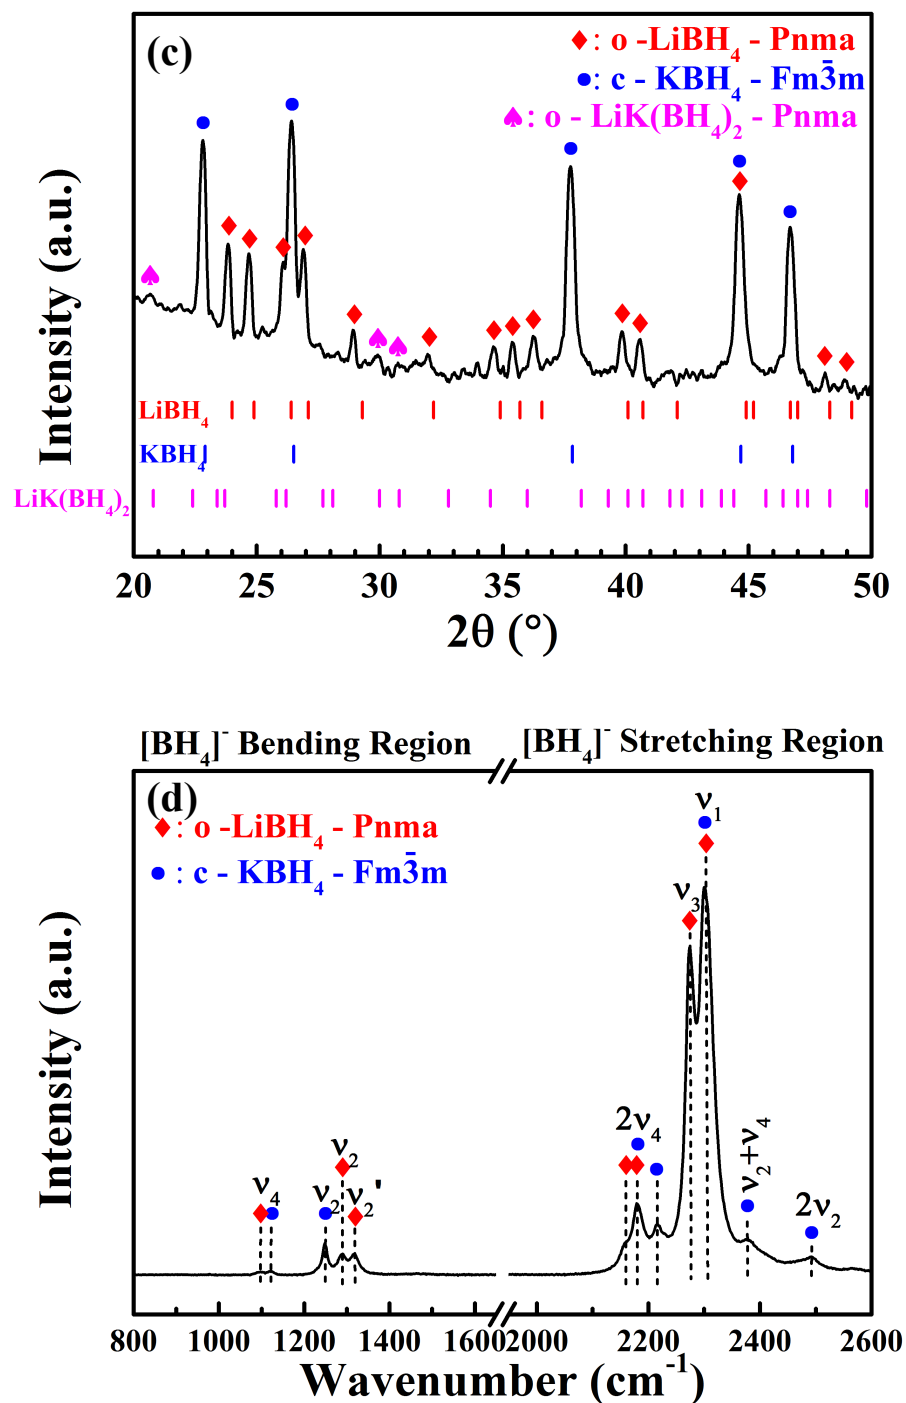 (c)
♦: o -LiBH₄ - Pnma
●: c - KBH₄ - Fm3̄m
♠: o - LiK(BH₄)₂ - Pnma
Intensity (a.u.)
LiBH₄
KBH₄
LiK(BH₄)₂
20 25 30 35 40 45 50
2θ (°)
[BH₄]⁻ Bending Region [BH₄]⁻ Stretching Region
(d)
♦: o -LiBH₄ - Pnma
●: c - KBH₄ - Fm3̄m
Intensity (a.u.)
ν₁
ν₃
2ν₄
ν₂+ν₄
2ν₂
ν₂
ν₄ ν₂ ν₂'
800 1000 1200 1400 1600 2000 2200 2400 2600
Wavenumber (cm⁻¹)